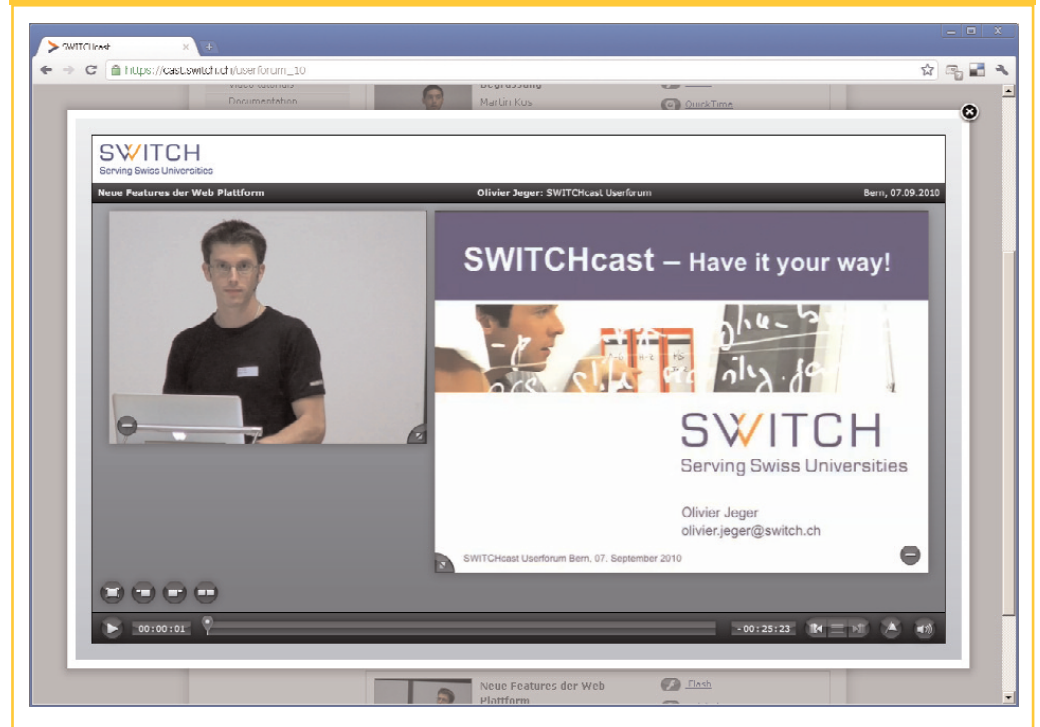 SWITCHcast
https://cast.switch.ch/userforum_10
Video tutorials
Documentation
Begrüssung
Martin Kos
QuickTime
SWITCH
Serving Swiss Universities
Neue Features der Web Plattform
Olivier Jeger: SWITCHcast Userforum
Bern, 07.09.2010
SWITCHcast – Have it your way!
SWITCH
Serving Swiss Universities
Olivier Jeger
olivier.jeger@switch.ch
SWITCHcast Userforum Bern, 07. September 2010
00:00:01
-00:25:23
Neue Features der Web
Plattform
Flash